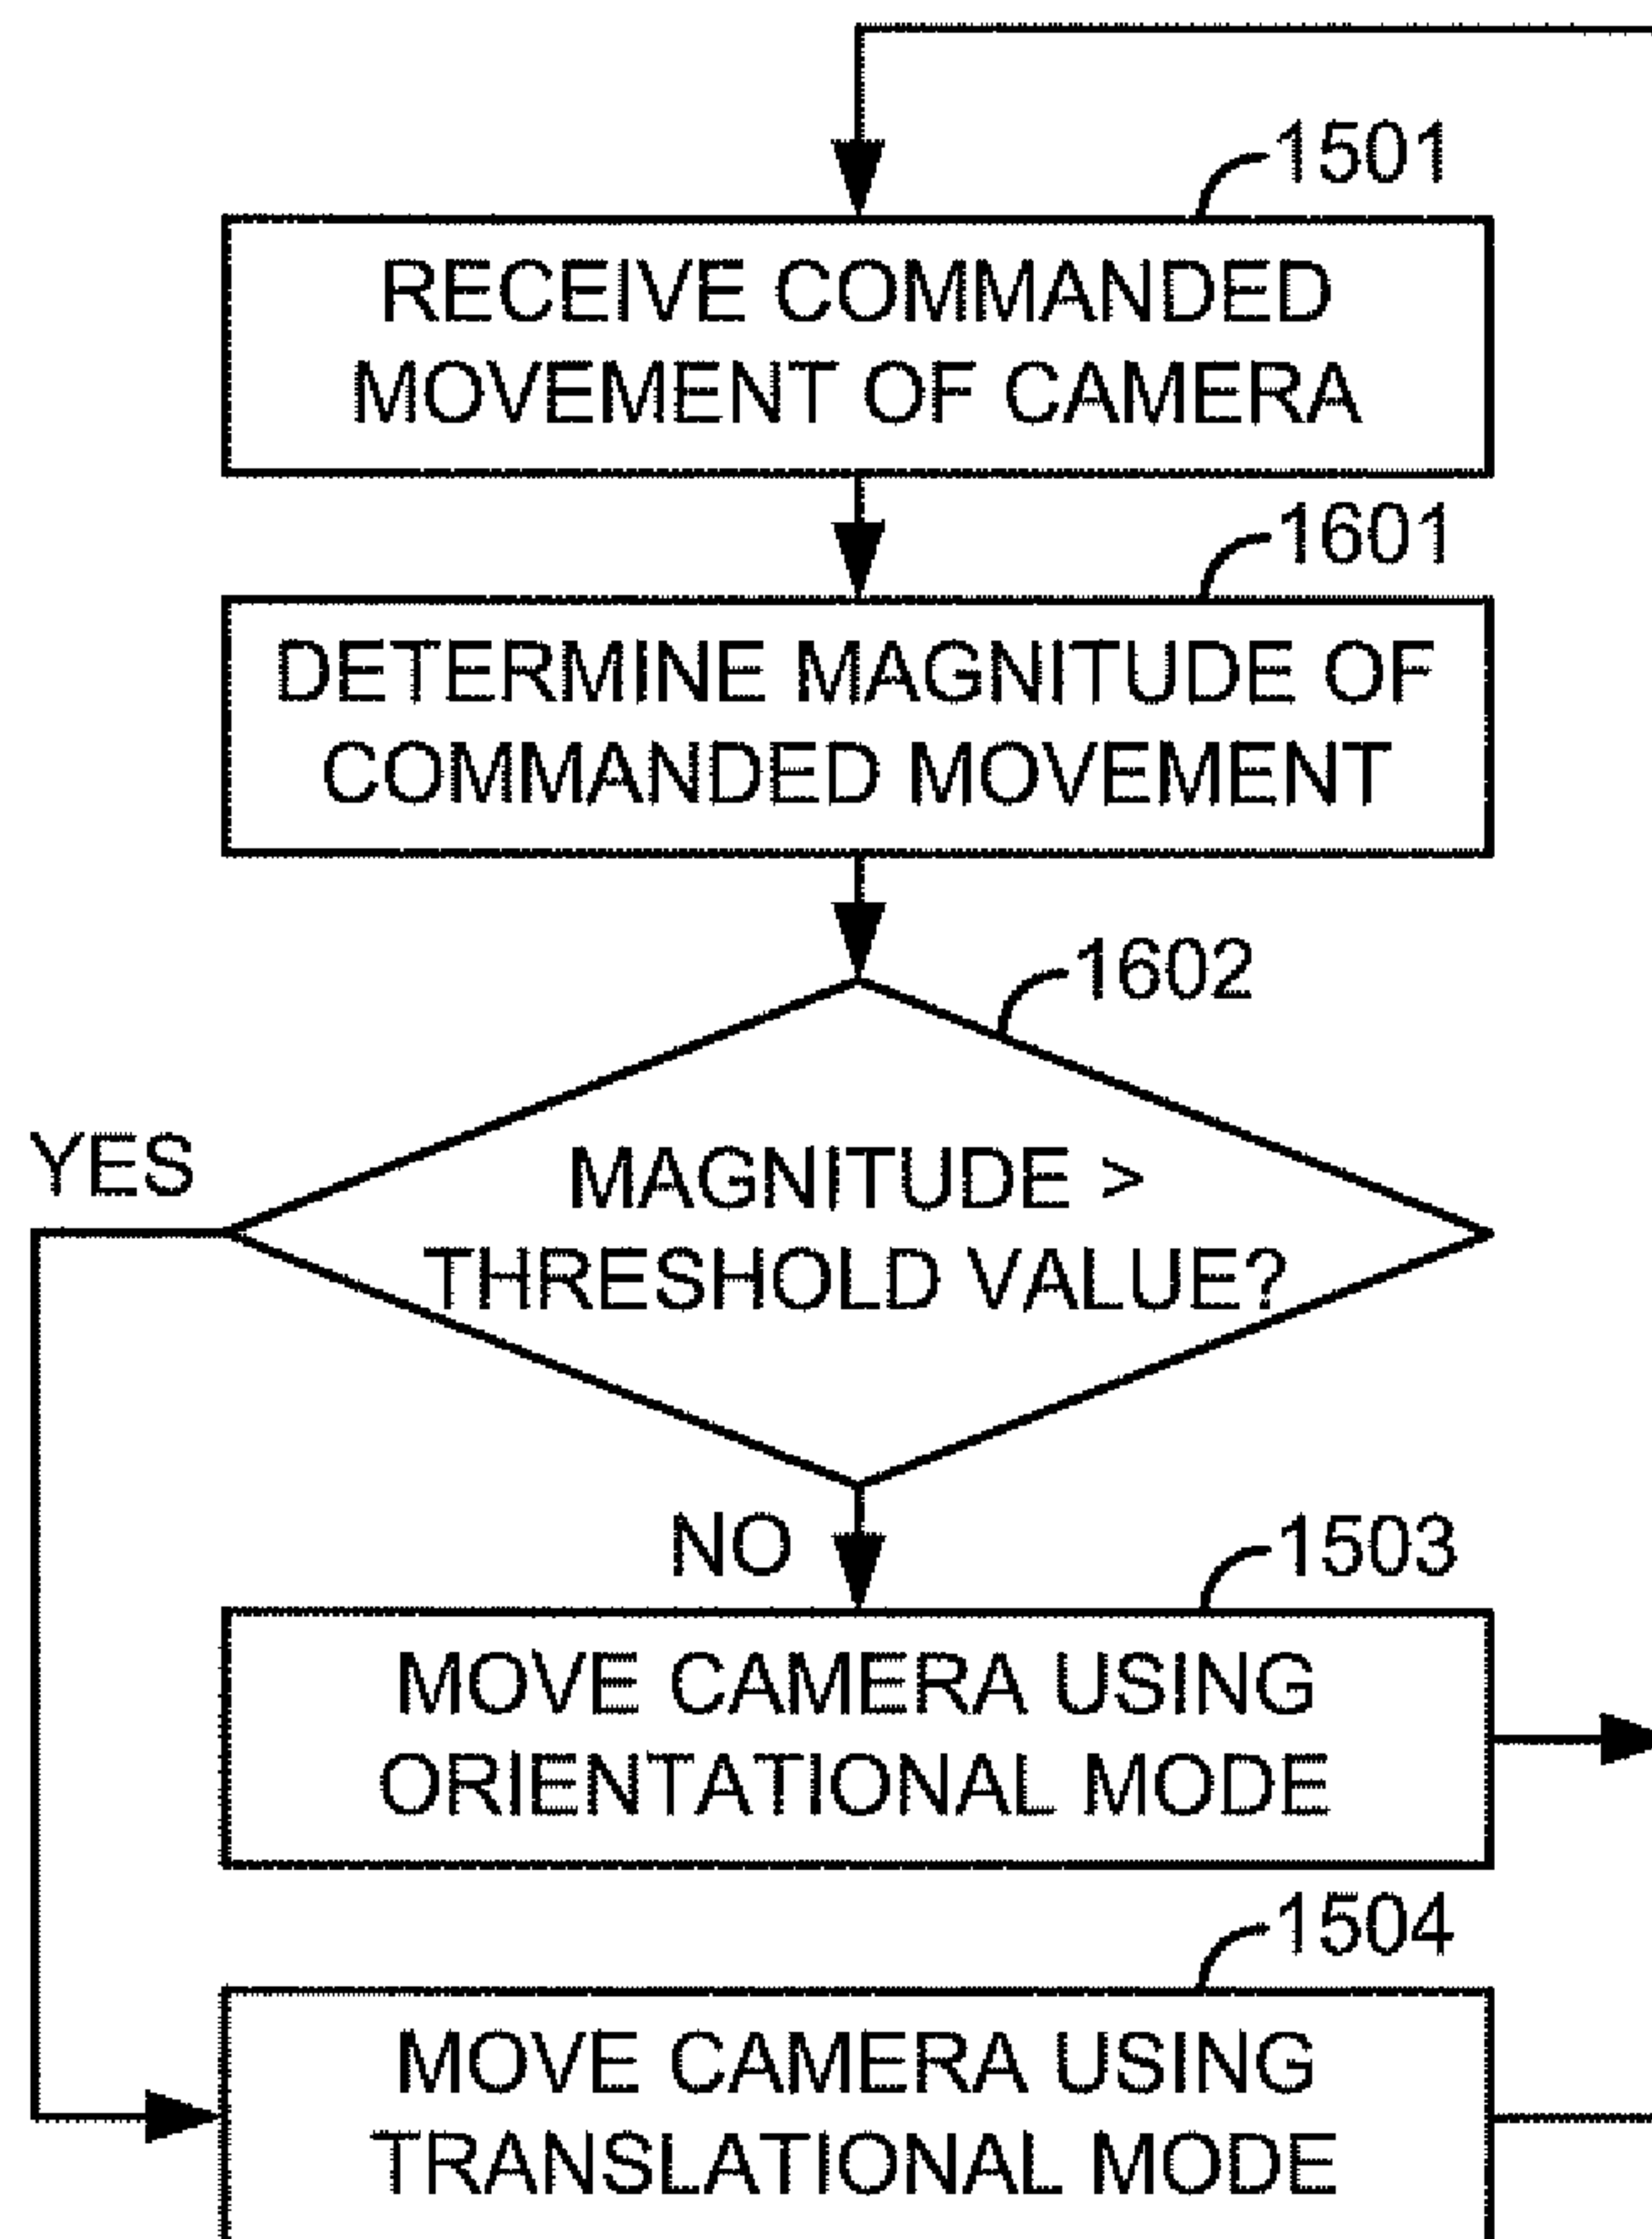 1501
RECEIVE COMMANDED
MOVEMENT OF CAMERA
1601
DETERMINE MAGNITUDE OF
COMMANDED MOVEMENT
1602
YES
MAGNITUDE >
THRESHOLD VALUE?
NO
1503
MOVE CAMERA USING
ORIENTATIONAL MODE
1504
MOVE CAMERA USING
TRANSLATIONAL MODE